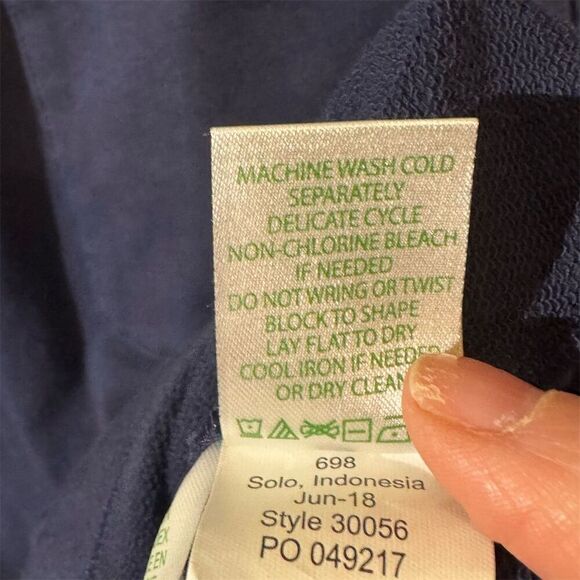 MACHINE WASH COLD
SEPARATELY
DELICATE CYCLE
NON-CHLORINE BLEACH
IF NEEDED
DO NOT WRING OR TWIST
BLOCK TO SHAPE
LAY FLAT TO DRY
COOL IRON IF NEEDED
OR DRY CLEAN
698
Solo, Indonesia
Jun-18
Style 30056
PO 049217